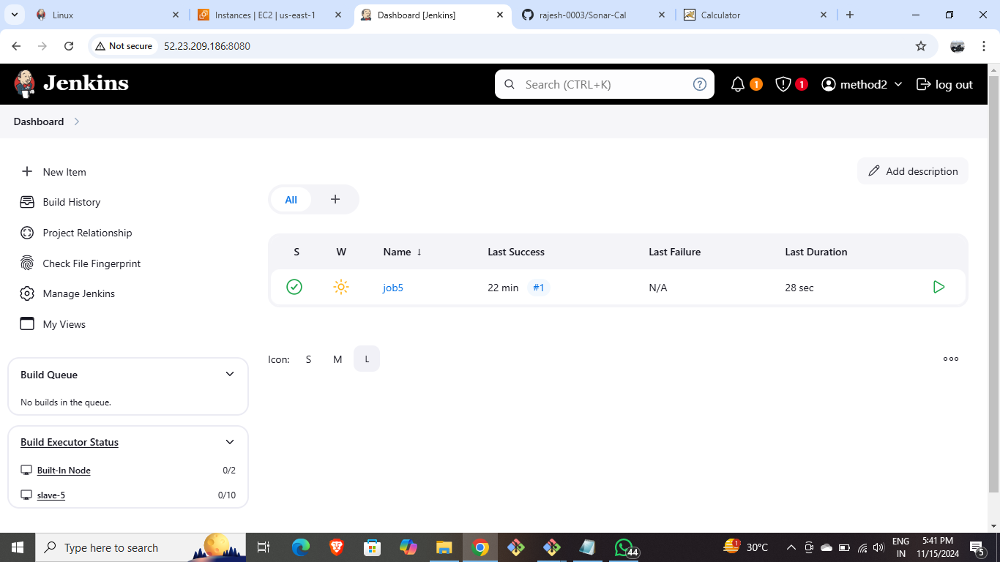 Linux
Instances | EC2 | us-east-1
Dashboard [Jenkins]
rajesh-0003/Sonar-Cal
Calculator
Not secure
52.23.209.186:8080
Jenkins
Search (CTRL+K)
?
1
1
method2
log out
Dashboard
New Item
Build History
Project Relationship
Check File Fingerprint
Manage Jenkins
My Views
Add description
All
+
S W Name ↓ Last Success Last Failure Last Duration
job5 22 min #1 N/A 28 sec
Icon: S M L
Build Queue
No builds in the queue.
Build Executor Status
Built-In Node 0/2
slave-5 0/10
Type here to search
44
1
30°C
ENG
IN
5:41 PM
11/15/2024
5